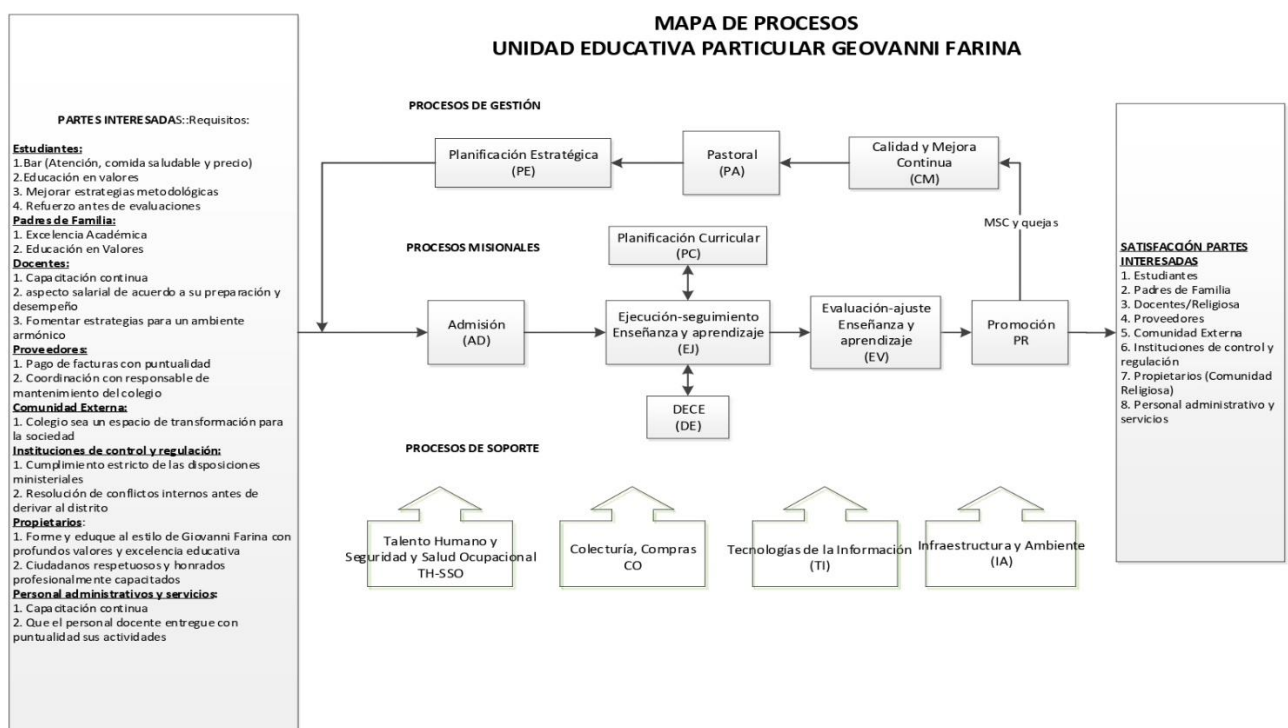 MAPA DE PROCESOS
UNIDAD EDUCATIVA PARTICULAR GEOVANNI FARINA
PARTES INTERESADAS::Requisitos:
Estudiantes:
1.Bar (Atención, comida saludable y precio)
2.Educación en valores
3. Mejorar estrategias metodológicas
4. Refuerzo antes de evaluaciones
Padres de Familia:
1. Excelencia Académica
2. Educación en Valores
Docentes:
1. Capacitación continua
2. aspecto salarial de acuerdo a su preparación y
desempeño
3. Fomentar estrategias para un ambiente
armónico
Proveedores:
1. Pago de facturas con puntualidad
2. Coordinación con responsable de
mantenimiento del colegio
Comunidad Externa:
1. Colegio sea un espacio de transformación para
la sociedad
Instituciones de control y regulación:
1. Cumplimiento estricto de las disposiciones
ministeriales
2. Resolución de conflictos internos antes de
derivar al distrito
Propietarios:
1. Forme y eduque al estilo de Giovanni Farina con
profundos valores y excelencia educativa
2. Ciudadanos respetuosos y honrados
profesionalmente capacitados
Personal administrativos y servicios:
1. Capacitación continua
2. Que el personal docente entregue con
puntualidad sus actividades
PROCESOS DE GESTIÓN
Planificación Estratégica
(PE)
Pastoral
(PA)
Calidad y Mejora
Continua
(CM)
MSC y quejas
PROCESOS MISIONALES
Planificación Curricular
(PC)
Admisión
(AD)
Ejecución-seguimiento
Enseñanza y aprendizaje
(EJ)
Evaluación-ajuste
Enseñanza y
aprendizaje
(EV)
Promoción
PR
DECE
(DE)
PROCESOS DE SOPORTE
Talento Humano y
Seguridad y Salud Ocupacional
TH-SSO
Colecturía, Compras
CO
Tecnologías de la Información
(TI)
Infraestructura y Ambiente
(IA)
SATISFACCIÓN PARTES
INTERESADAS
1. Estudiantes
2. Padres de Familia
3. Docentes/Religiosa
4. Proveedores
5. Comunidad Externa
6. Instituciones de control y
regulación
7. Propietarios (Comunidad
Religiosa)
8. Personal administrativo y
servicios